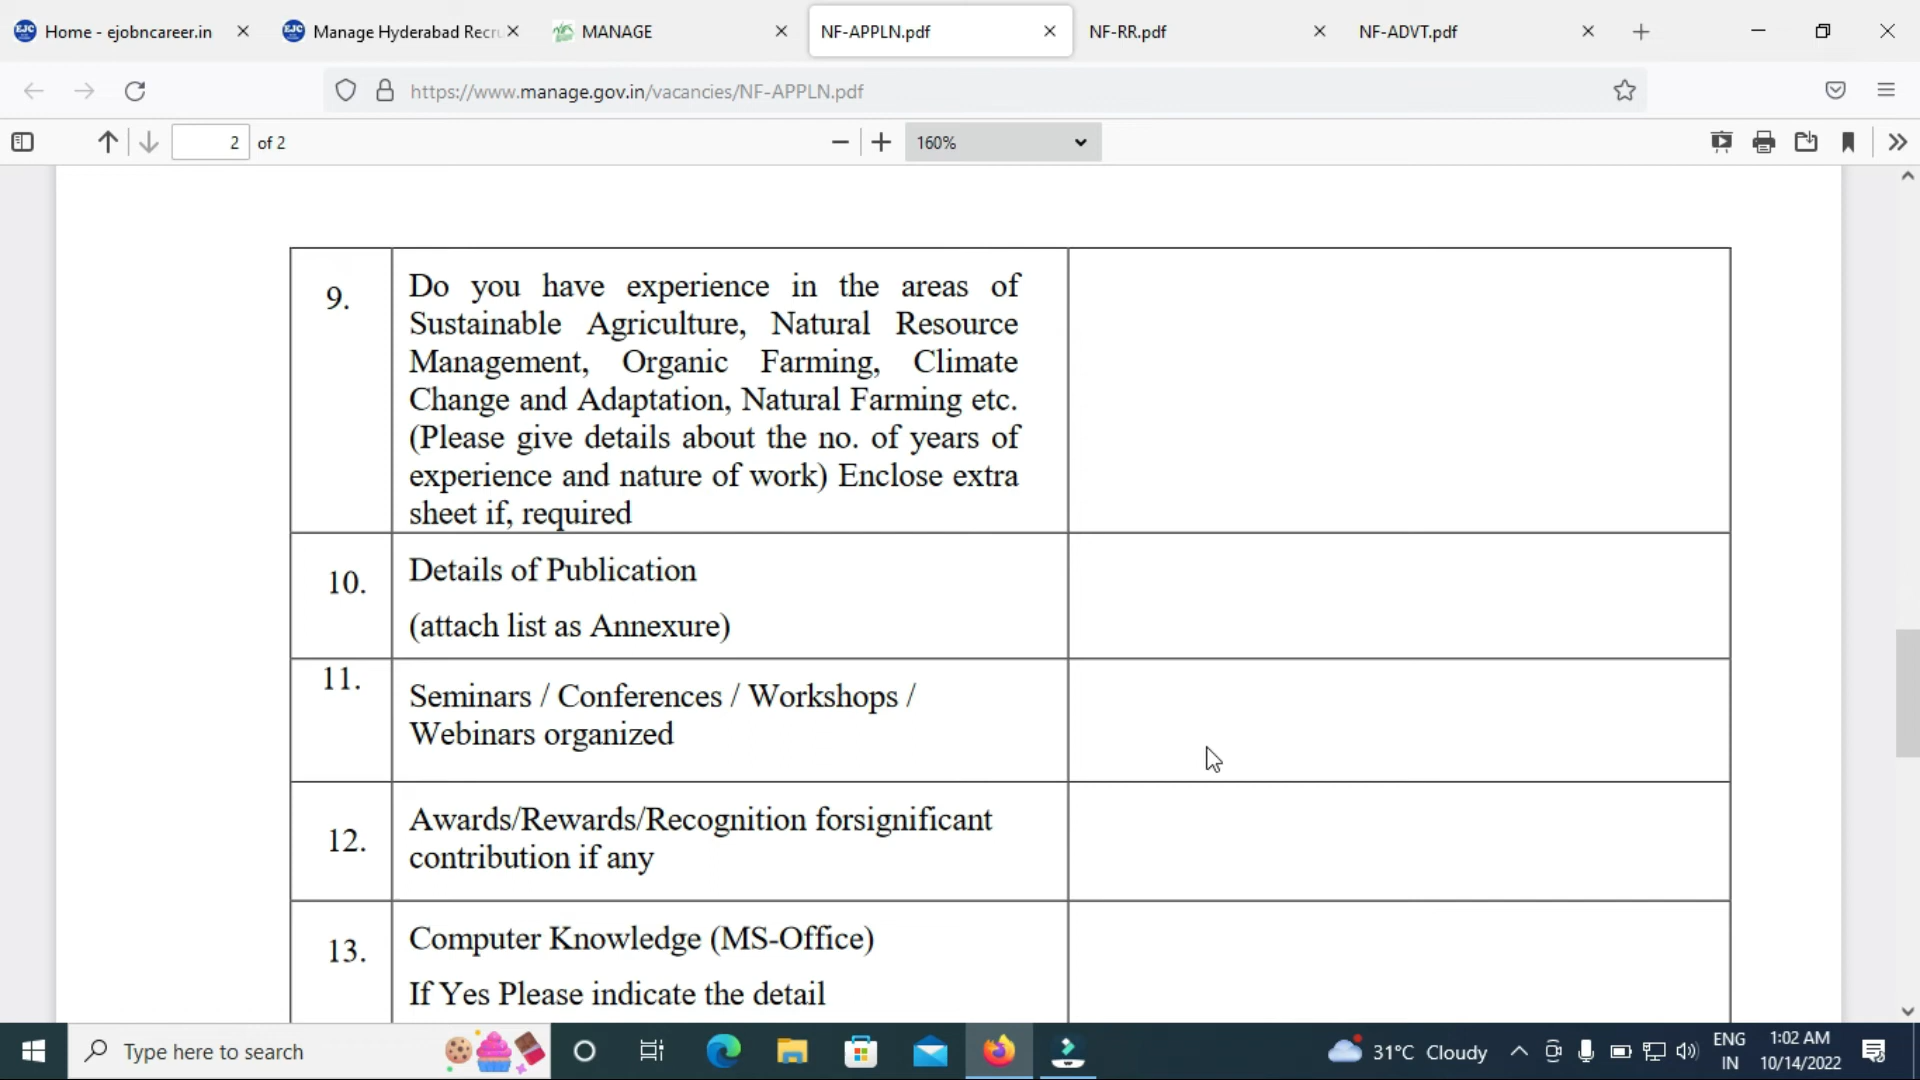 Home - ejobncareer.in
Manage Hyderabad Recru
MANAGE
NF-APPLN.pdf
NF-RR.pdf
NF-ADVT.pdf
https://www.manage.gov.in/vacancies/NF-APPLN.pdf
2 of 2
160%
9.
Do you have experience in the areas of
Sustainable Agriculture, Natural Resource
Management, Organic Farming, Climate
Change and Adaptation, Natural Farming etc.
(Please give details about the no. of years of
experience and nature of work) Enclose extra
sheet if, required
10.
Details of Publication
(attach list as Annexure)
11.
Seminars / Conferences / Workshops /
Webinars organized
12.
Awards/Rewards/Recognition forsignificant
contribution if any
13.
Computer Knowledge (MS-Office)
If Yes Please indicate the detail
Type here to search
31°C Cloudy
ENG
IN
1:02 AM
10/14/2022